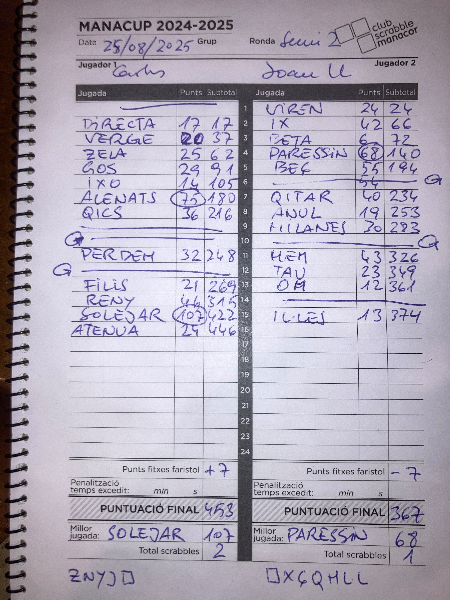 MANACUP 2024-2025
club
scrabble
manacor
Data 25/08/2025 Grup Ronda Semi 2
Jugador 1 Jugador 2
Carles Joan U
Jugada Punts Subtotal Jugada Punts Subtotal
1 VIREN 24 24
DIRECTA 17 17 2 IX 42 66
VERGE 20 37 3 BETA 6 72
ZELA 25 62 4 PARESSIN 68 140
GOS 29 91 5 BEC 55 194
IXO 14 105 6 54
ALENATS 75 180 7 QITAR 40 234
QICS 36 216 8 ANUL 19 253
9 MILANES 30 283
10
PERDEM 32 248 11 MEM 43 326
12 TAU 23 349
FILIS 21 269 13 OM 12 361
RENY 46 315 14
SOLEJAR 107 422 15 ILLES 13 374
ATENUA 24 446 16
17
18
19
20
21
22
23
24
Punts fitxes faristol +7 Punts fitxes faristol -7
Penalització
temps excedit: min s Penalització
temps excedit: min s
PUNTUACIÓ FINAL 453 PUNTUACIÓ FINAL 367
Millor
jugada: SOLEJAR 107 Millor
jugada: PARESSIN 68
Total scrabbles 2 Total scrabbles 1
ZNYJ□ □XÇQHLL